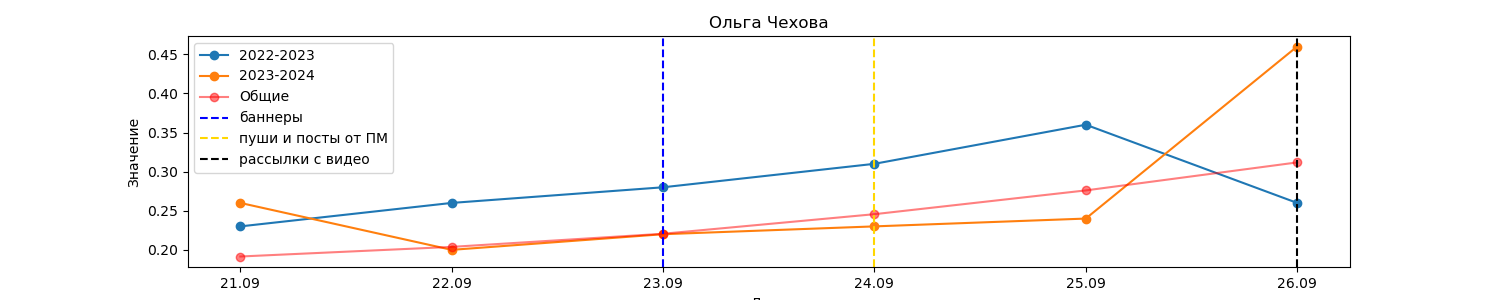 Ольга Чехова
2022-2023
2023-2024
Общие
баннеры
пуши и посты от ПМ
рассылки с видео
Значение
0.45
0.40
0.35
0.30
0.25
0.20
21.09
22.09
23.09
24.09
25.09
26.09